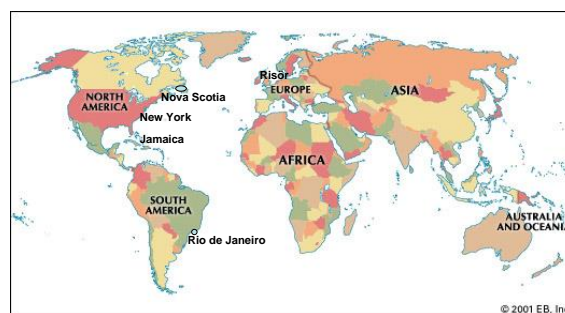 Risor
EUROPE
ASIA
NORTH
AMERICA
Nova Scotia
New York
Jamaica
AFRICA
SOUTH
AMERICA
Rio de Janeiro
AUSTRALIA
AND OCEANIA
© 2001 EB, Inc